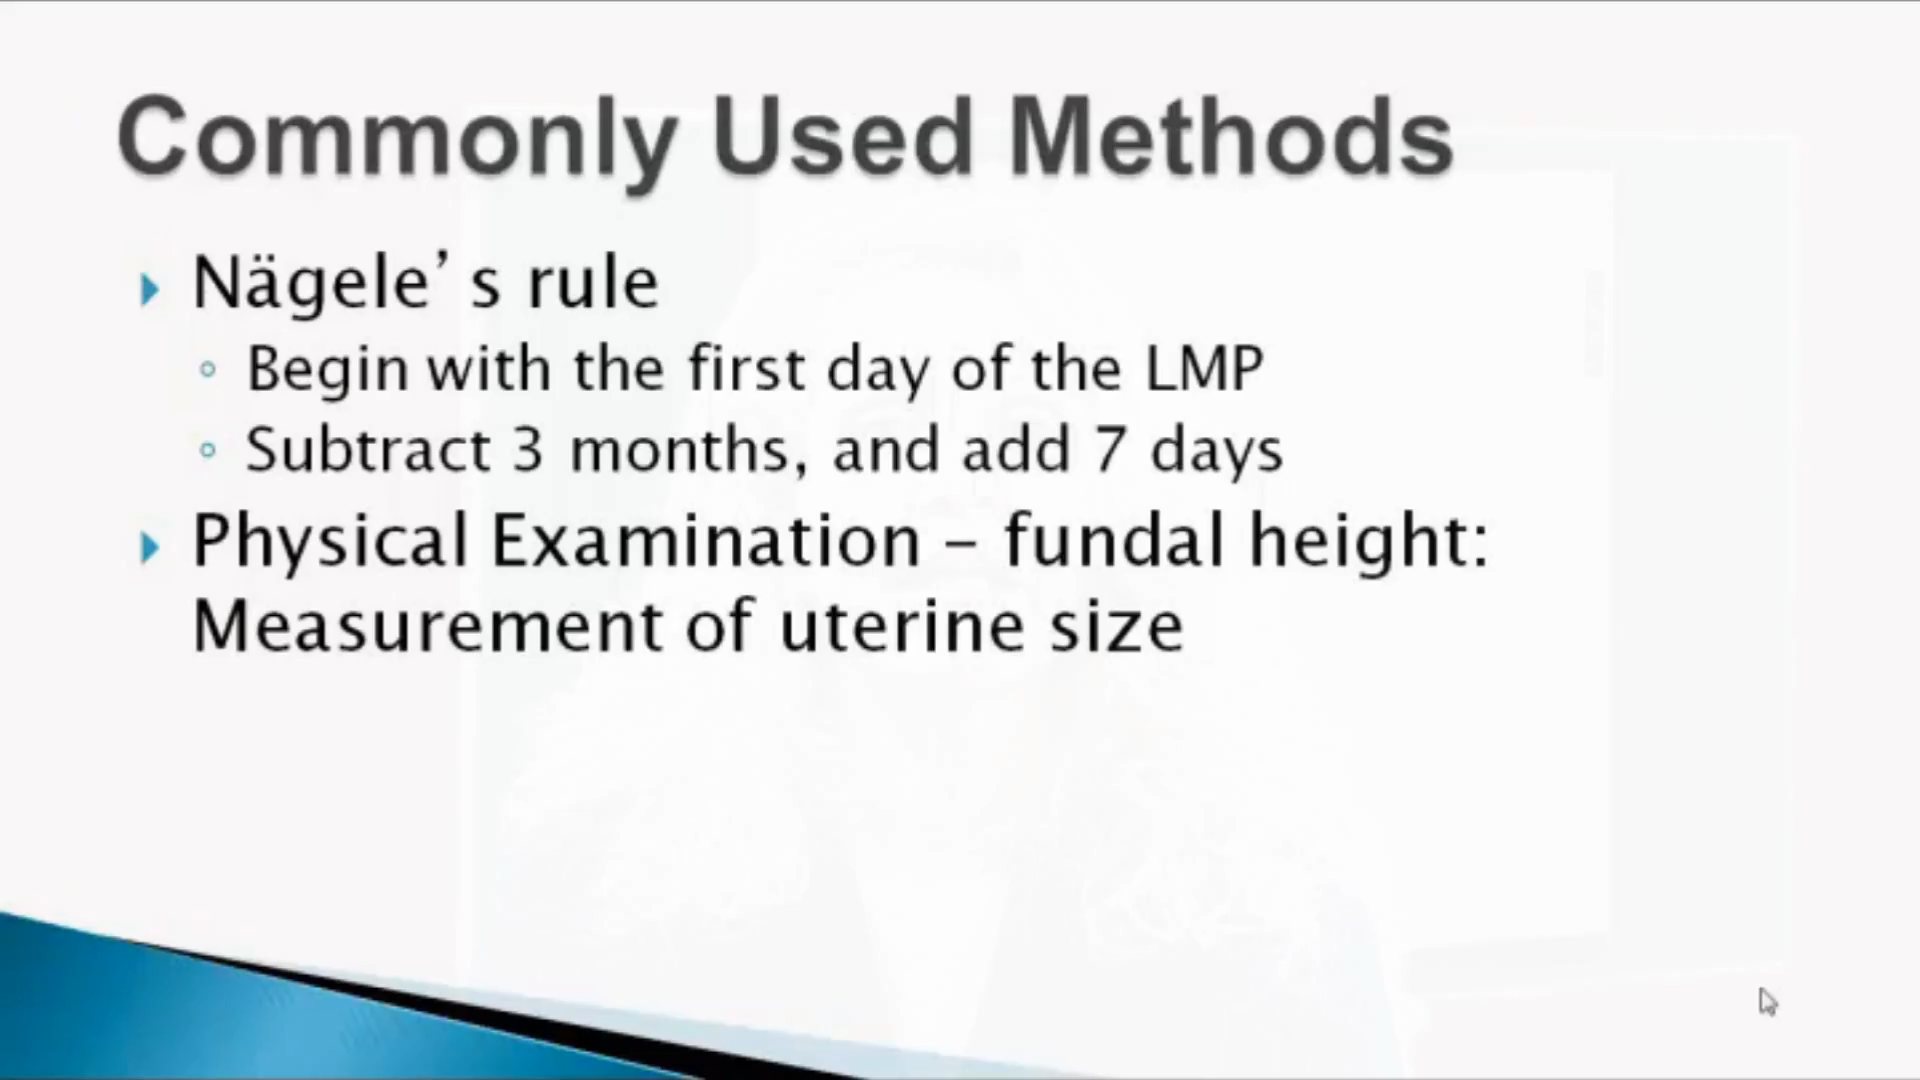 Commonly Used Methods
Nägele’s rule
Begin with the first day of the LMP
Subtract 3 months, and add 7 days
Physical Examination – fundal height:
Measurement of uterine size